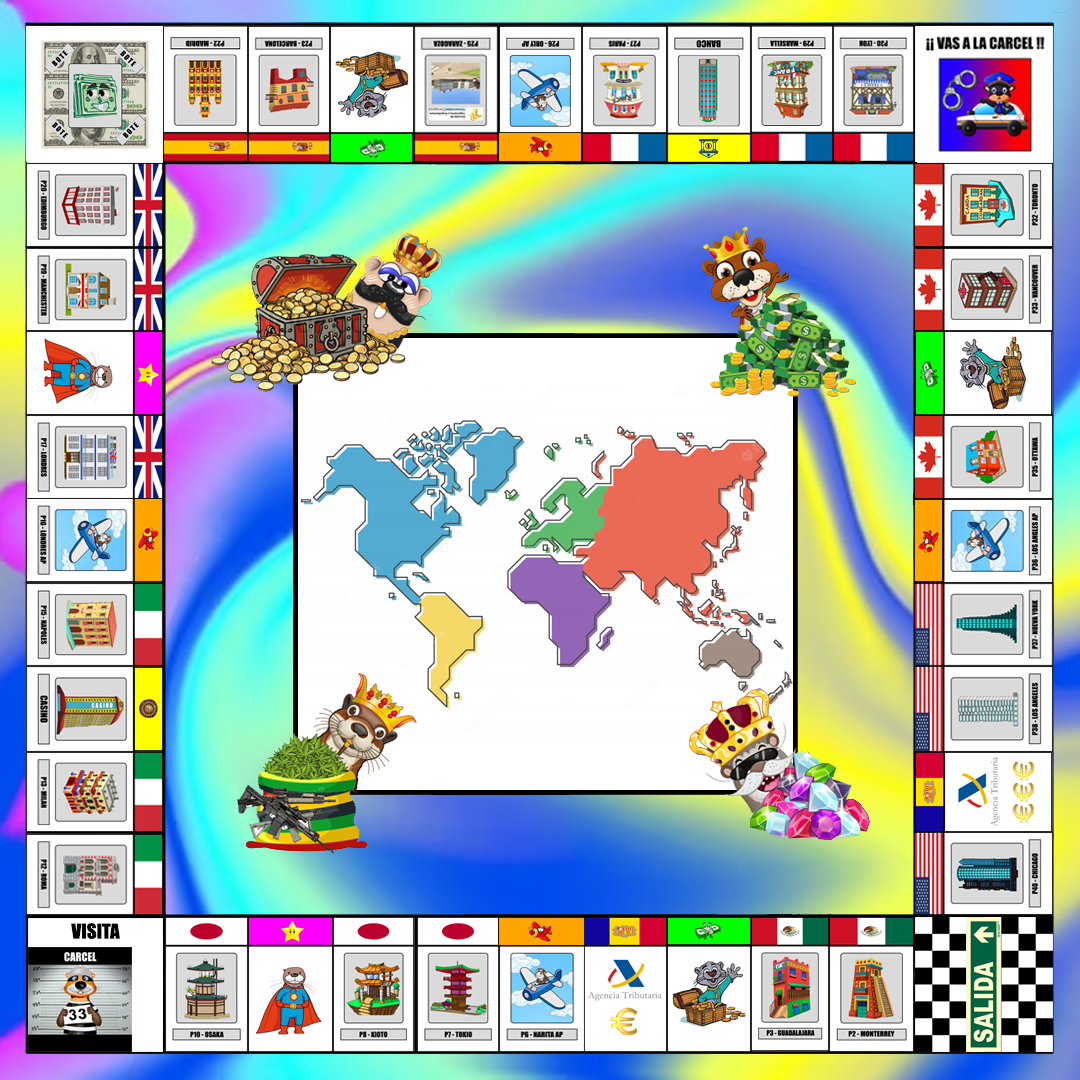 BOTE
BOTE
BOTE
BOTE
P22 - MADRID
P23 - BARCELONA
P25 - ZARAGOZA
P26 - ORLY AP
P27 - PARIS
BANCO
P29 - MARSELLA
P30 - LYON
¡¡ VAS A LA CARCEL !!
P20 - EDIMBURGO
P19 - MANCHESTER
P17 - LONDRES
P16 - LONDRES AP
P15 - NAPOLES
CASINO
CASINO
P13 - MILAN
P12 - ROMA
P32 - TORONTO
P33 - VANCOUVER
P35 - OTTAWA
P36 - LOS ANGLES AP
P37 - NUEVA YORK
P38 - LOS ANGELES
Agencia Tributaria
€€€
P40 - CHICAGO
VISITA
CARCEL
33
P10 - OSAKA
P8 - KIOTO
P7 - TOKIO
P6 - NARITA AP
Agencia Tributaria
€
P3 - GUADALAJARA
P2 - MONTERREY
SALIDA